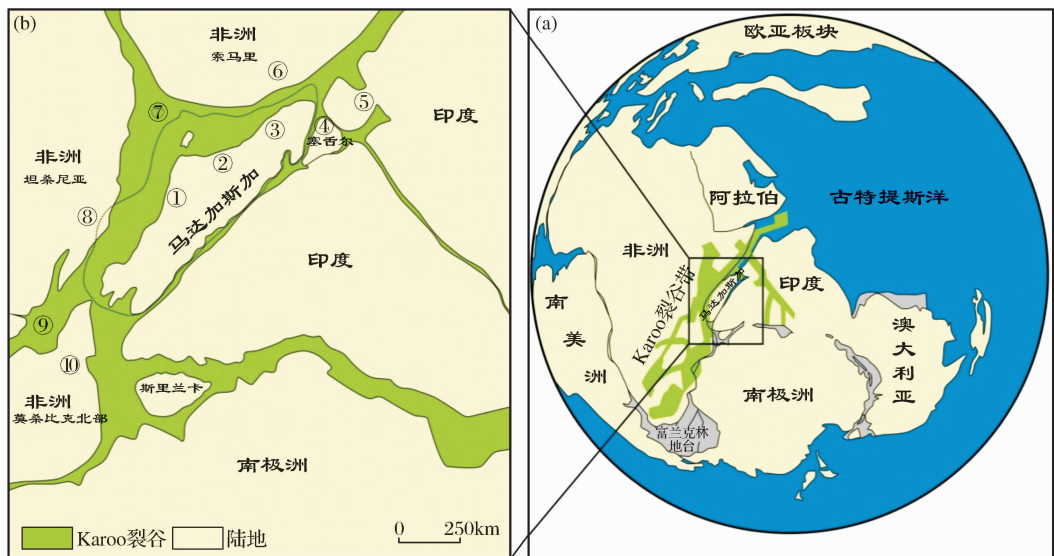 (b)
非洲
索马里
⑥
⑦
⑤
印度
③
④
塞舌尔
②
非洲
坦桑尼亚
①
马达加斯加
⑧
印度
⑨
⑩
非洲
莫桑比克北部
斯里兰卡
南极洲
Karoo裂谷
陆地
0 250km
(a)
欧亚板块
阿拉伯
古特提斯洋
非洲
印度
Karoo裂谷带
马达加斯加
南美洲
澳大利亚
南极洲
富兰克林
地台